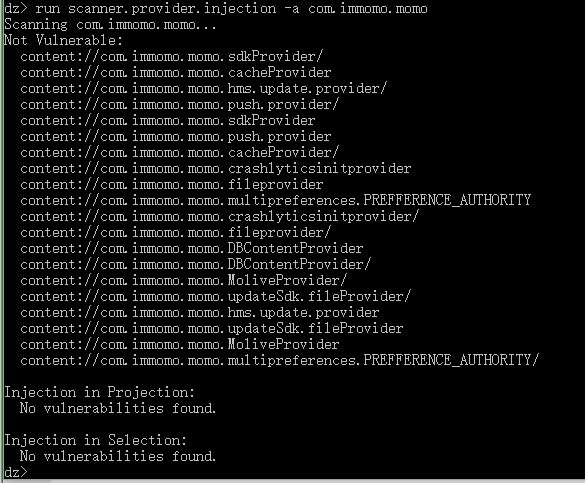 dz> run scanner.provider.injection -a com.immomo.momo
Scanning com.immomo.momo...
Not Vulnerable:
  content://com.immomo.momo.sdkProvider/
  content://com.immomo.momo.cacheProvider
  content://com.immomo.momo.hms.update.provider/
  content://com.immomo.momo.push.provider/
  content://com.immomo.momo.sdkProvider
  content://com.immomo.momo.push.provider
  content://com.immomo.momo.cacheProvider/
  content://com.immomo.momo.crashlyticsinitprovider
  content://com.immomo.momo.fileprovider
  content://com.immomo.momo.multipreferences.PREFFERENCE_AUTHORITY
  content://com.immomo.momo.crashlyticsinitprovider/
  content://com.immomo.momo.fileprovider/
  content://com.immomo.momo.DBContentProvider
  content://com.immomo.momo.DBContentProvider/
  content://com.immomo.momo.MoliveProvider/
  content://com.immomo.momo.updateSdk.fileProvider/
  content://com.immomo.momo.hms.update.provider
  content://com.immomo.momo.updateSdk.fileProvider
  content://com.immomo.momo.MoliveProvider
  content://com.immomo.momo.multipreferences.PREFFERENCE_AUTHORITY/

Injection in Projection:
  No vulnerabilities found.

Injection in Selection:
  No vulnerabilities found.
dz>